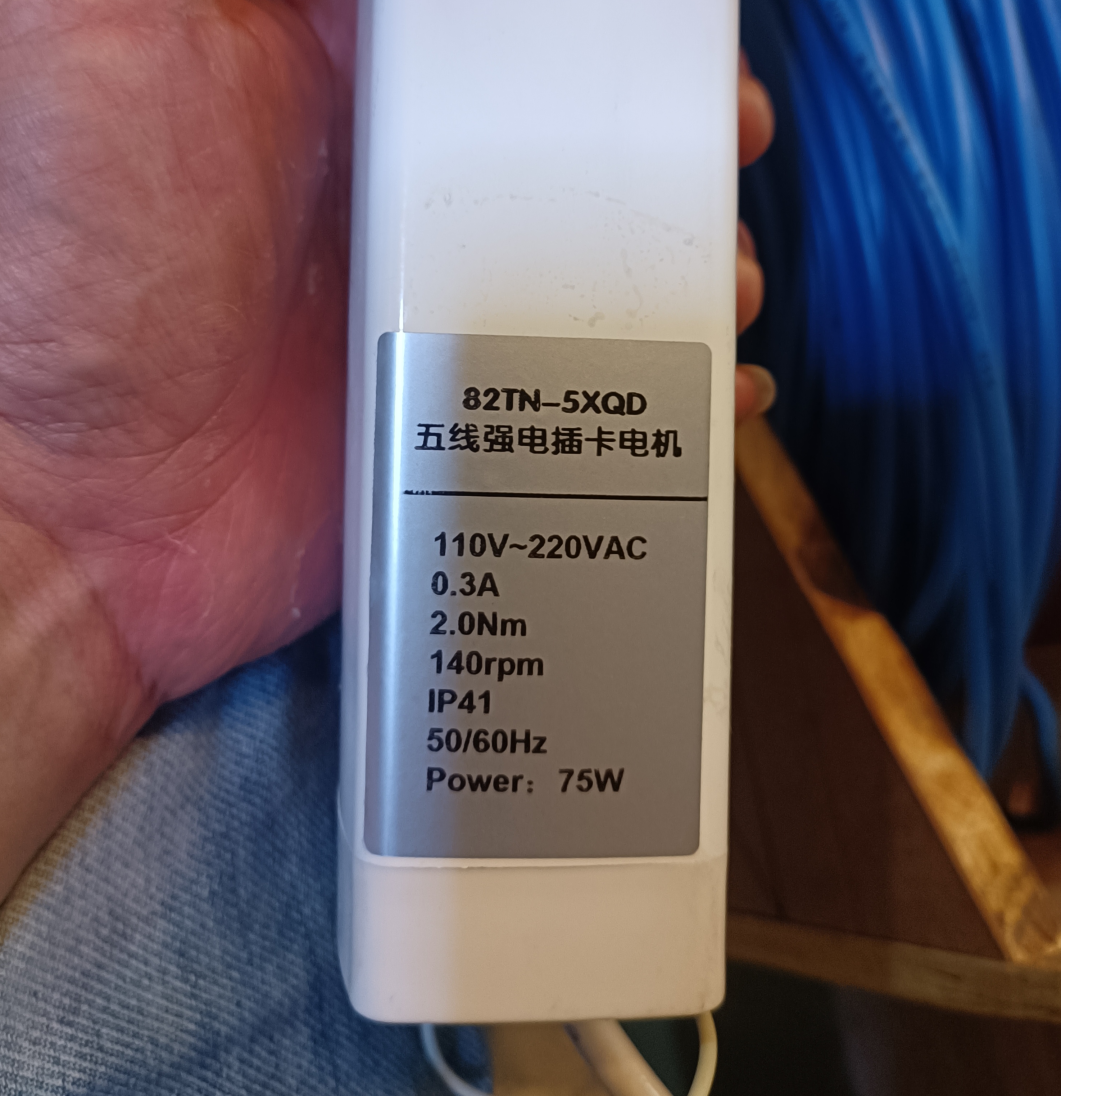 82TN-5XQD
五线强电插卡电机
110V~220VAC
0.3A
2.0Nm
140rpm
IP41
50/60Hz
Power：75W